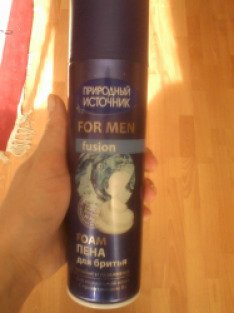 ПРИРОДНЫЙ
ИСТОЧНИК
FOR MEN
fusion
FOAM
ПЕНА
для бритья